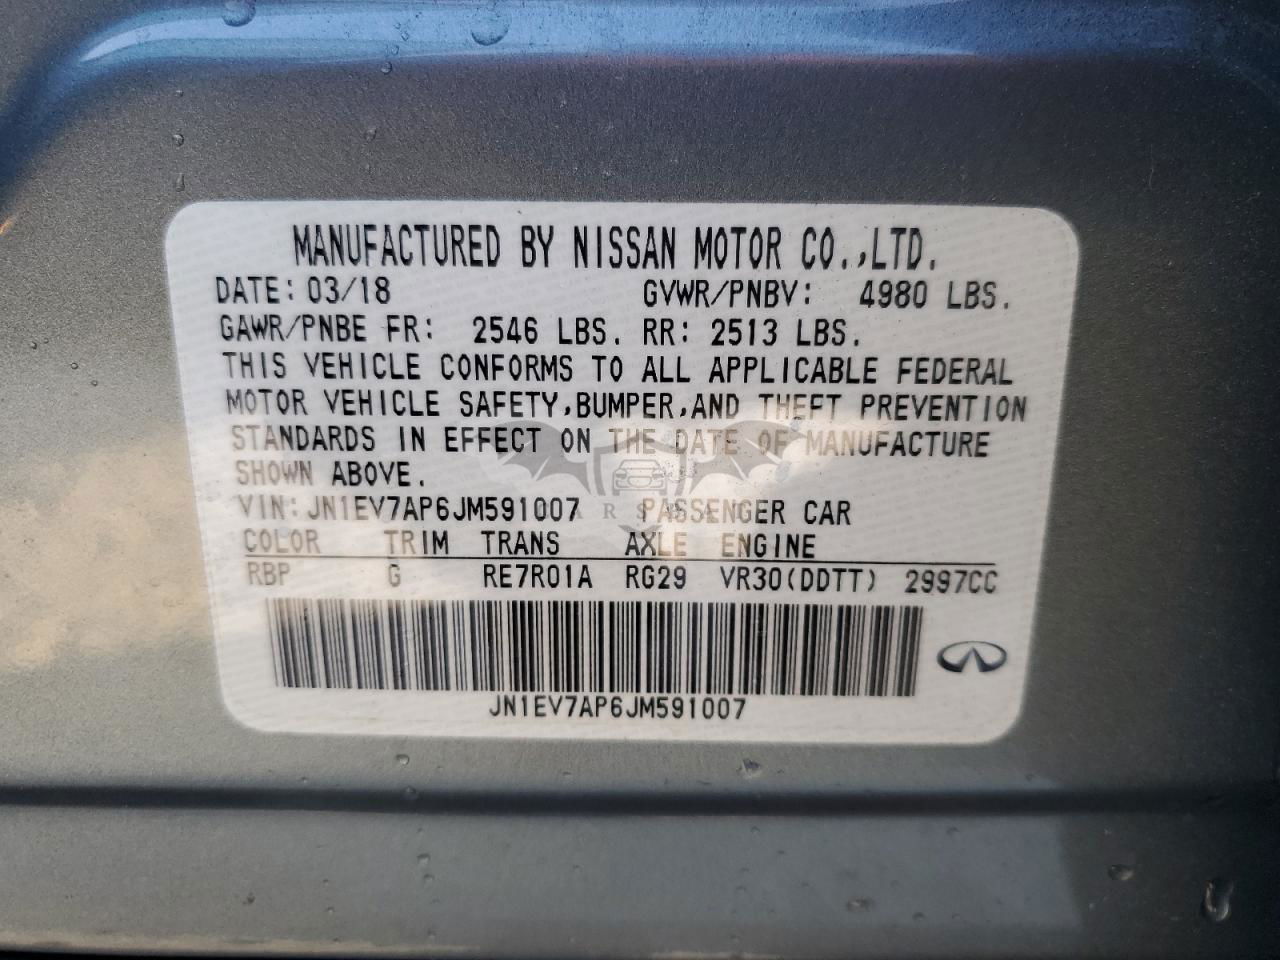 MANUFACTURED BY NISSAN MOTOR CO.,LTD.
DATE: 03/18 GVWR/PNBV: 4980 LBS.
GAWR/PNBE FR: 2546 LBS. RR: 2513 LBS.
THIS VEHICLE CONFORMS TO ALL APPLICABLE FEDERAL
MOTOR VEHICLE SAFETY,BUMPER,AND THEFT PREVENTION
STANDARDS IN EFFECT ON THE DATE OF MANUFACTURE
SHOWN ABOVE.
VIN:JN1EV7AP6JM591007 PASSENGER CAR
COLOR TRIM TRANS AXLE ENGINE
RBP G RE7R01A RG29 VR30(DDTT) 2997CC
JN1EV7AP6JM591007